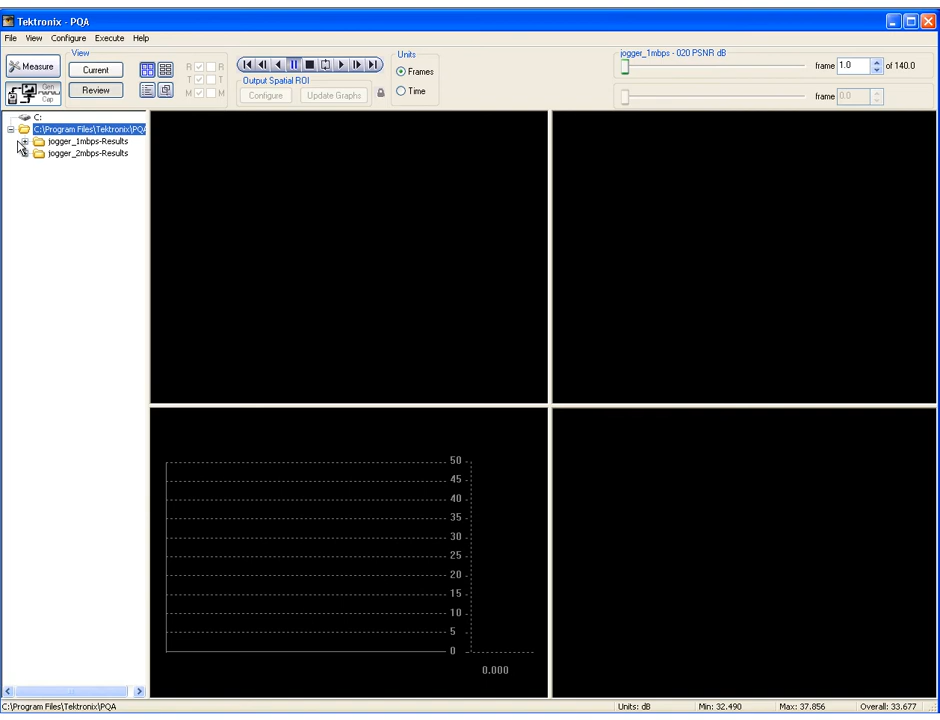 Tektronix - PQA
File View Configure Execute Help
Measure
View
Current
Review
Gen
Cap
R R
T T
M M
Output Spatial ROI
Configure Update Graphs
Units
Frames
Time
jogger_1mbps - 020 PSNR dB
frame 1.0 of 140.0
frame 0.0
C:
C:\Program Files\Tektronix\PQA
jogger_1mbps-Results
jogger_2mbps-Results
50
45
40
35
30
25
20
15
10
5
0
0.000
C:\Program Files\Tektronix\PQA Units: dB Min: 32.490 Max: 37.856 Overall: 33.677